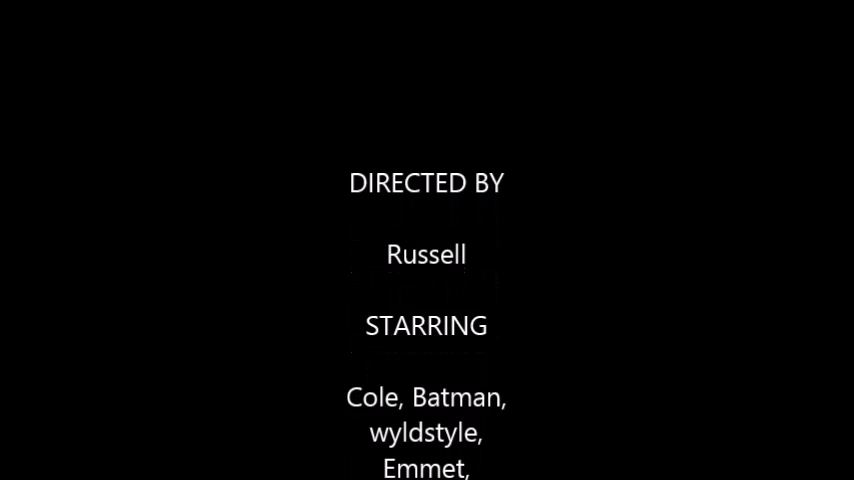 DIRECTED BY
Russell
STARRING
Cole, Batman,
wyldstyle,
Emmet,